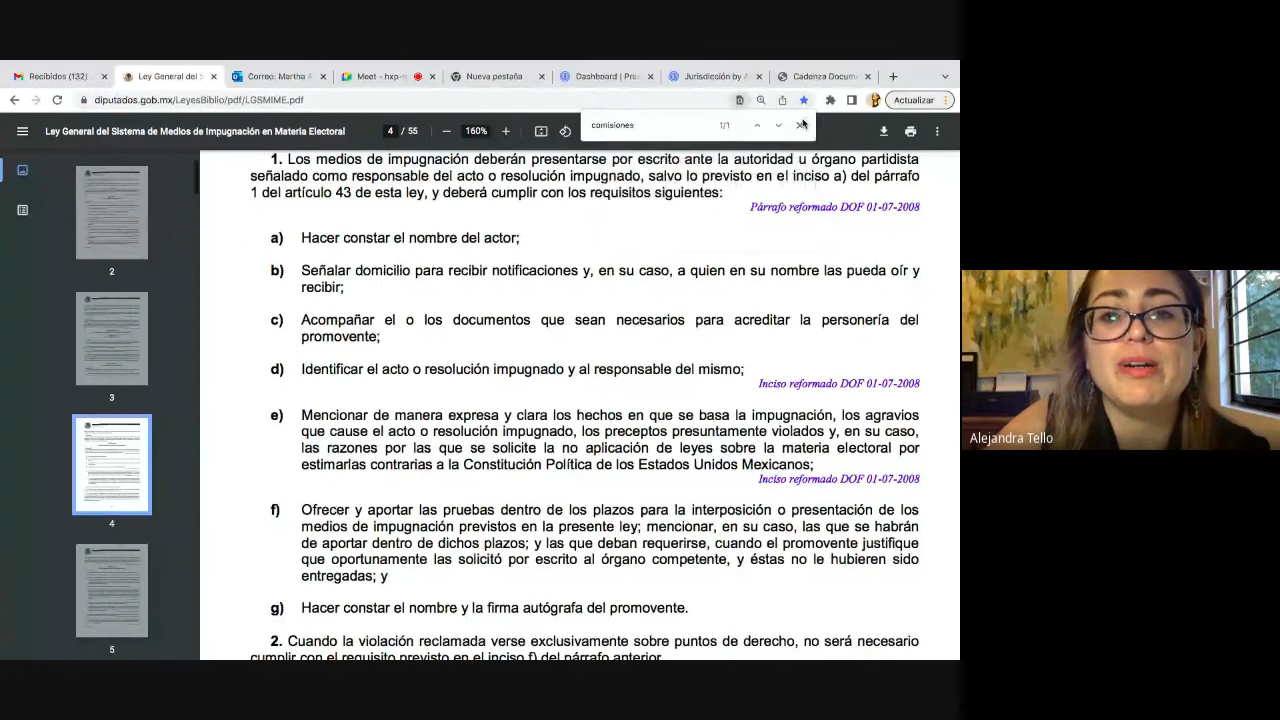 Recibidos (132)
Ley General del S
Correo: Martha A
Meet - hxp-n
Nueva pestaña
Dashboard | Pro
Jurisdicción by A
Cadenza Docum
diputados.gob.mx/LeyesBiblio/pdf/LGSMIME.pdf
Actualizar
comisiones 1/1
Ley General del Sistema de Medios de Impugnación en Materia Electoral
4 / 55
160%
1. Los medios de impugnación deberán presentarse por escrito ante la autoridad u órgano partidista
señalado como responsable del acto o resolución impugnado, salvo lo previsto en el inciso a) del párrafo
1 del artículo 43 de esta ley, y deberá cumplir con los requisitos siguientes:
Párrafo reformado DOF 01-07-2008
a) Hacer constar el nombre del actor;
b) Señalar domicilio para recibir notificaciones y, en su caso, a quien en su nombre las pueda oír y
recibir;
c) Acompañar el o los documentos que sean necesarios para acreditar la personería del
promovente;
d) Identificar el acto o resolución impugnado y al responsable del mismo;
Inciso reformado DOF 01-07-2008
e) Mencionar de manera expresa y clara los hechos en que se basa la impugnación, los agravios
que cause el acto o resolución impugnado, los preceptos presuntamente violados y, en su caso,
las razones por las que se solicite la no aplicación de leyes sobre la materia electoral por
estimarlas contrarias a la Constitución Política de los Estados Unidos Mexicanos;
Inciso reformado DOF 01-07-2008
f) Ofrecer y aportar las pruebas dentro de los plazos para la interposición o presentación de los
medios de impugnación previstos en la presente ley; mencionar, en su caso, las que se habrán
de aportar dentro de dichos plazos; y las que deban requerirse, cuando el promovente justifique
que oportunamente las solicitó por escrito al órgano competente, y éstas no le hubieren sido
entregadas; y
g) Hacer constar el nombre y la firma autógrafa del promovente.
2. Cuando la violación reclamada verse exclusivamente sobre puntos de derecho, no será necesario
cumplir con el requisito previsto en el inciso f) del párrafo anterior.
2
3
4
5
Alejandra Tello